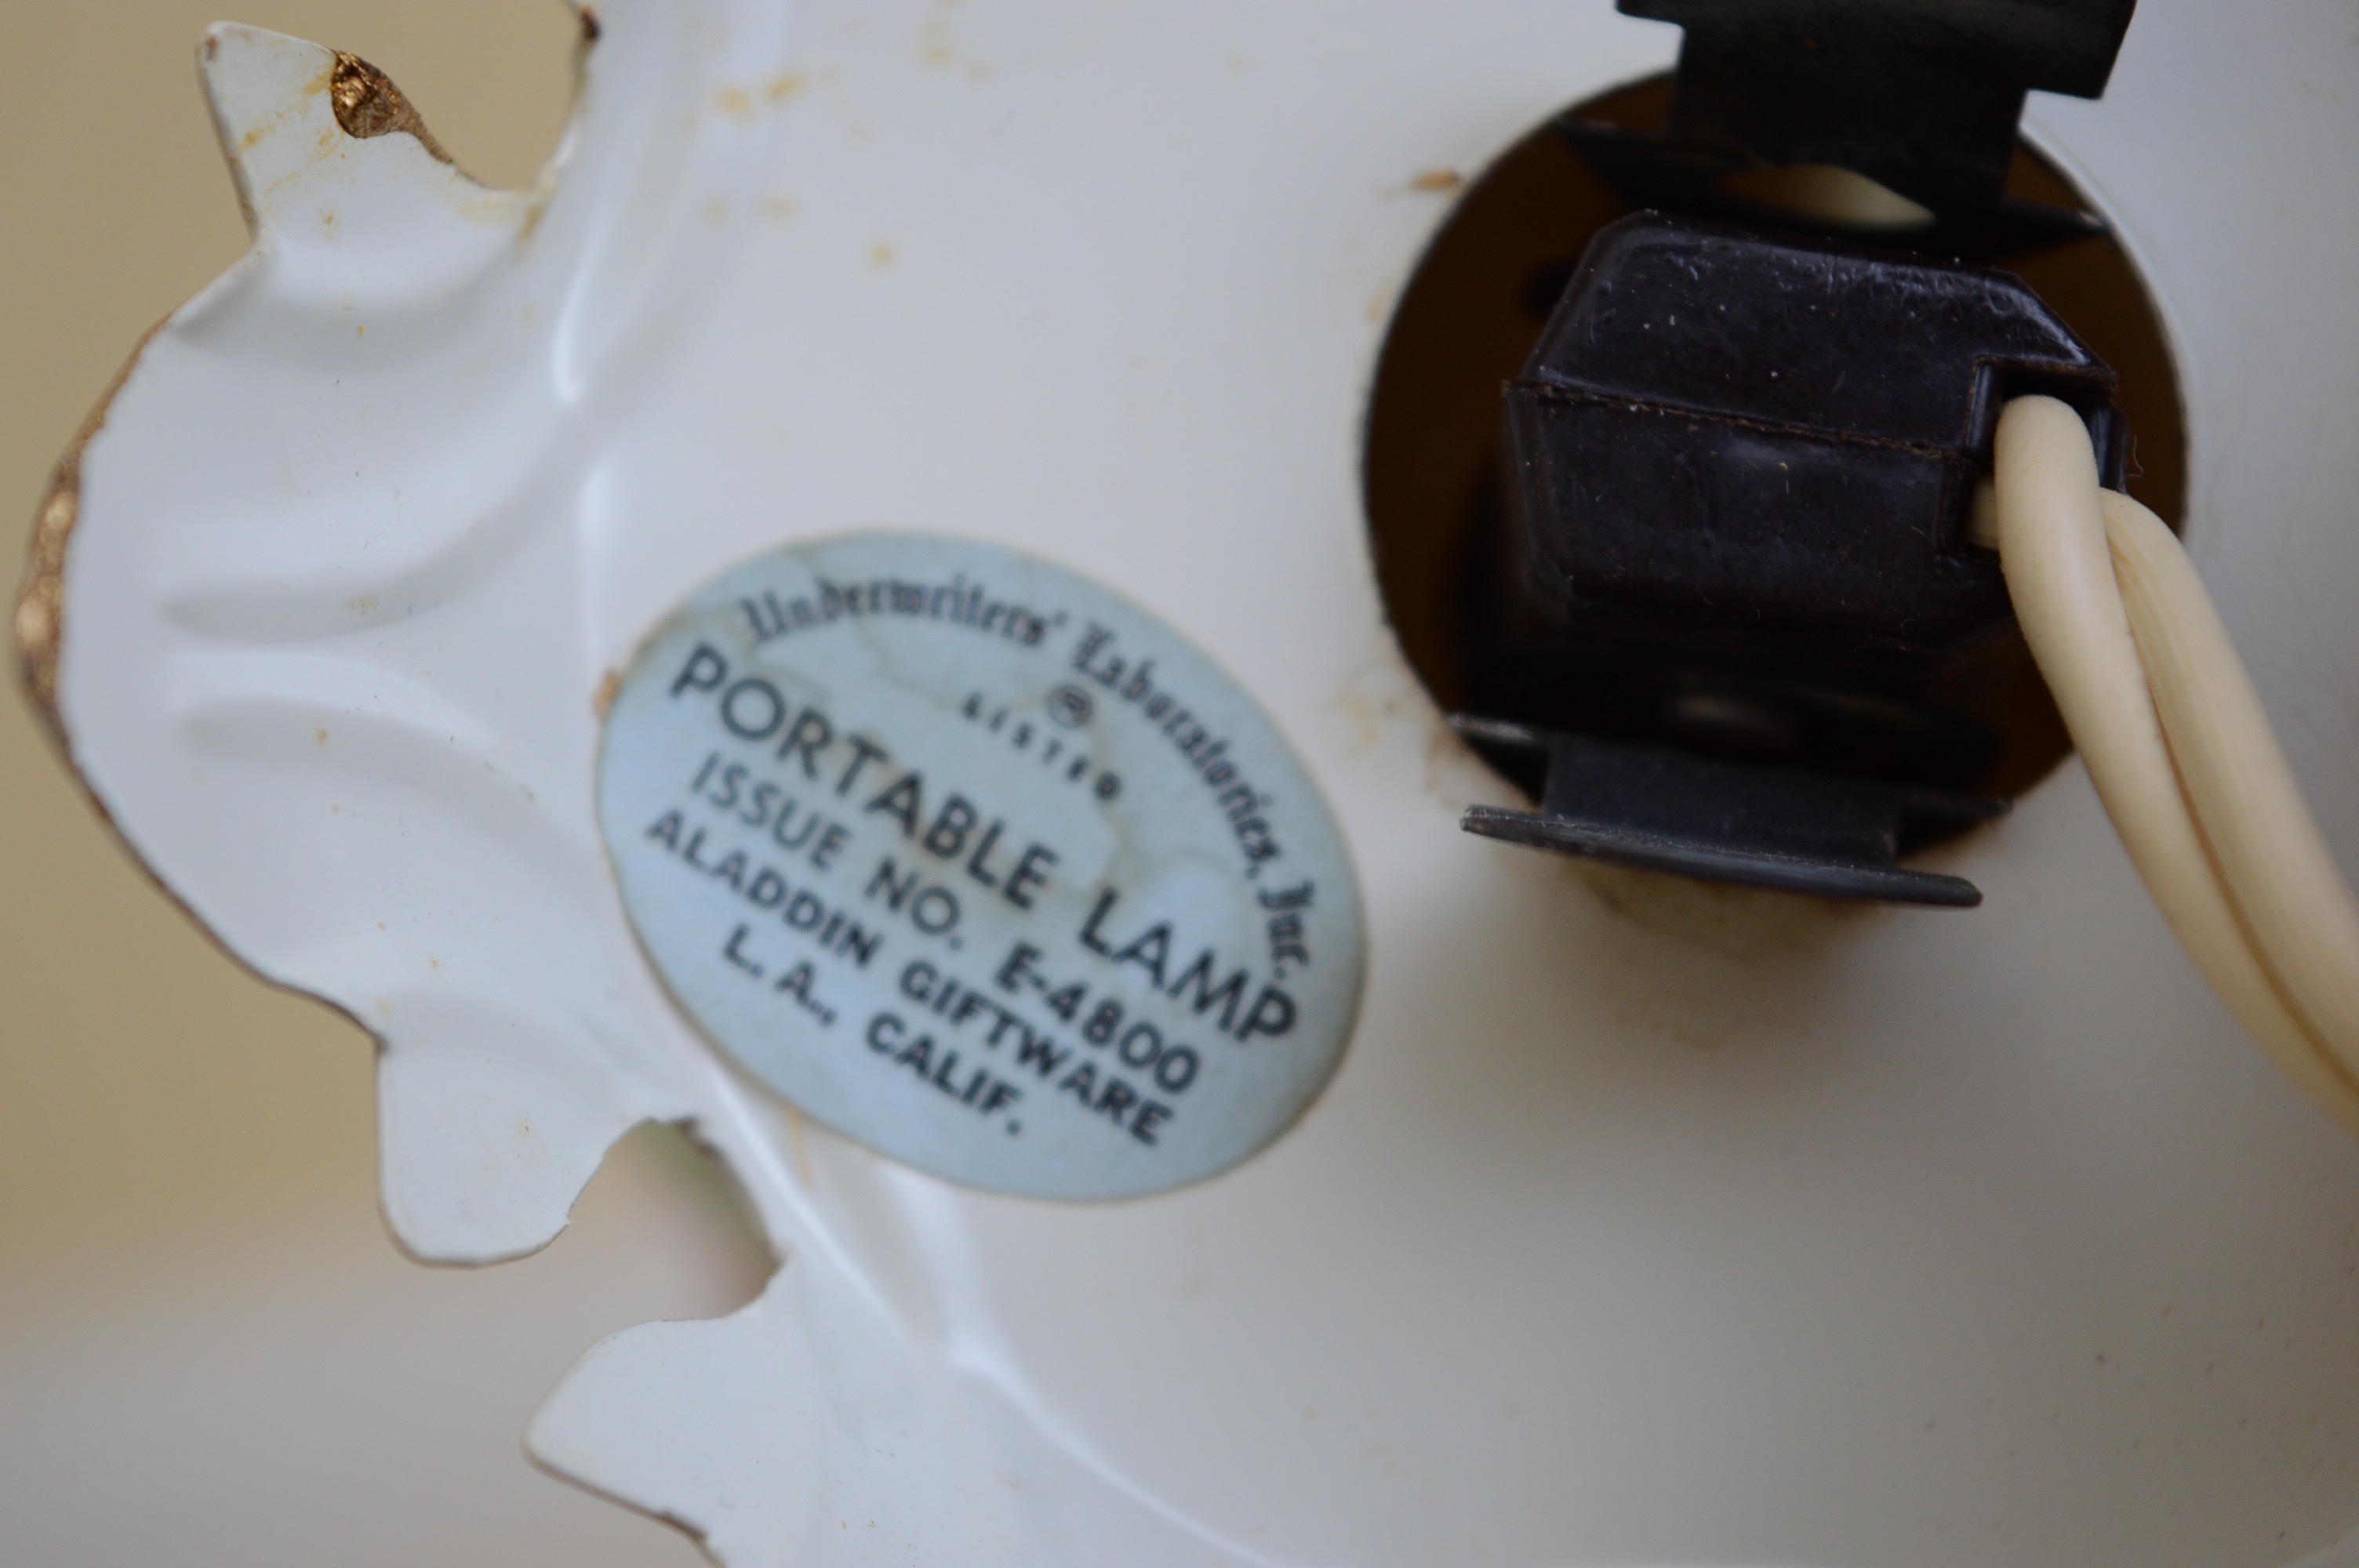 Underwriters' Laboratories, Inc.
®
LISTED
PORTABLE LAMP
ISSUE NO. E-4800
ALADDIN GIFTWARE
L. A., CALIF.